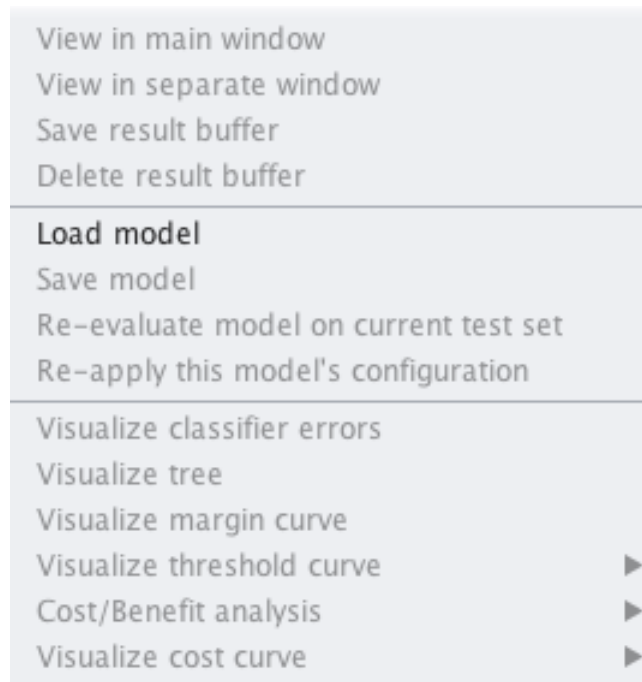 View in main window
View in separate window
Save result buffer
Delete result buffer
Load model
Save model
Re-evaluate model on current test set
Re-apply this model's configuration
Visualize classifier errors
Visualize tree
Visualize margin curve
Visualize threshold curve
Cost/Benefit analysis
Visualize cost curve